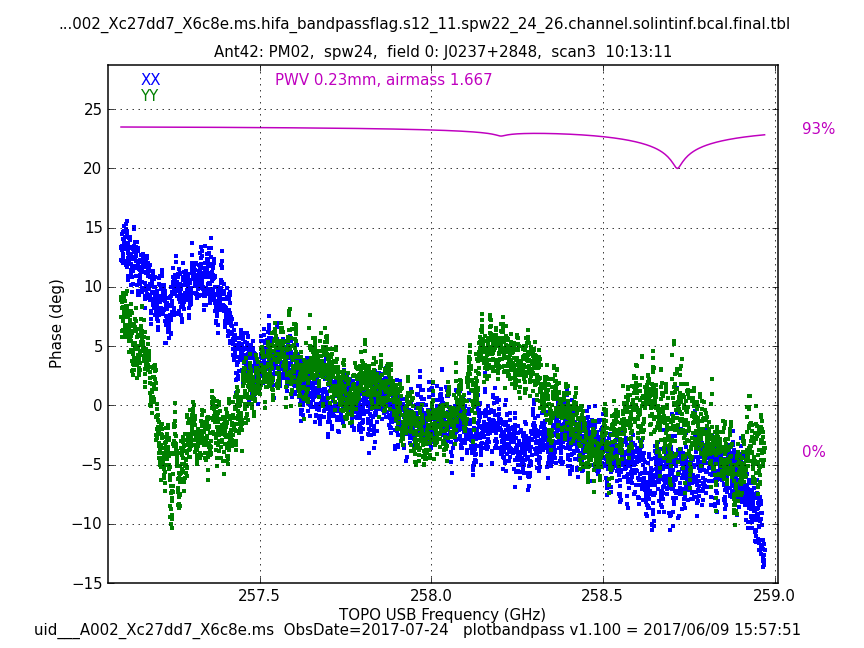 ...002_Xc27dd7_X6c8e.ms.hifa_bandpassflag.s12_11.spw22_24_26.channel.solintinf.bcal.final.tbl
Ant42: PM02,  spw24,  field 0: J0237+2848,  scan3  10:13:11
XX
PWV 0.23mm, airmass 1.667
YY
25
93%
20
15
10
Phase (deg)
5
0
0%
−5
−10
−15
257.5
258.0
258.5
259.0
TOPO USB Frequency (GHz)
uid___A002_Xc27dd7_X6c8e.ms  ObsDate=2017-07-24   plotbandpass v1.100 = 2017/06/09 15:57:51